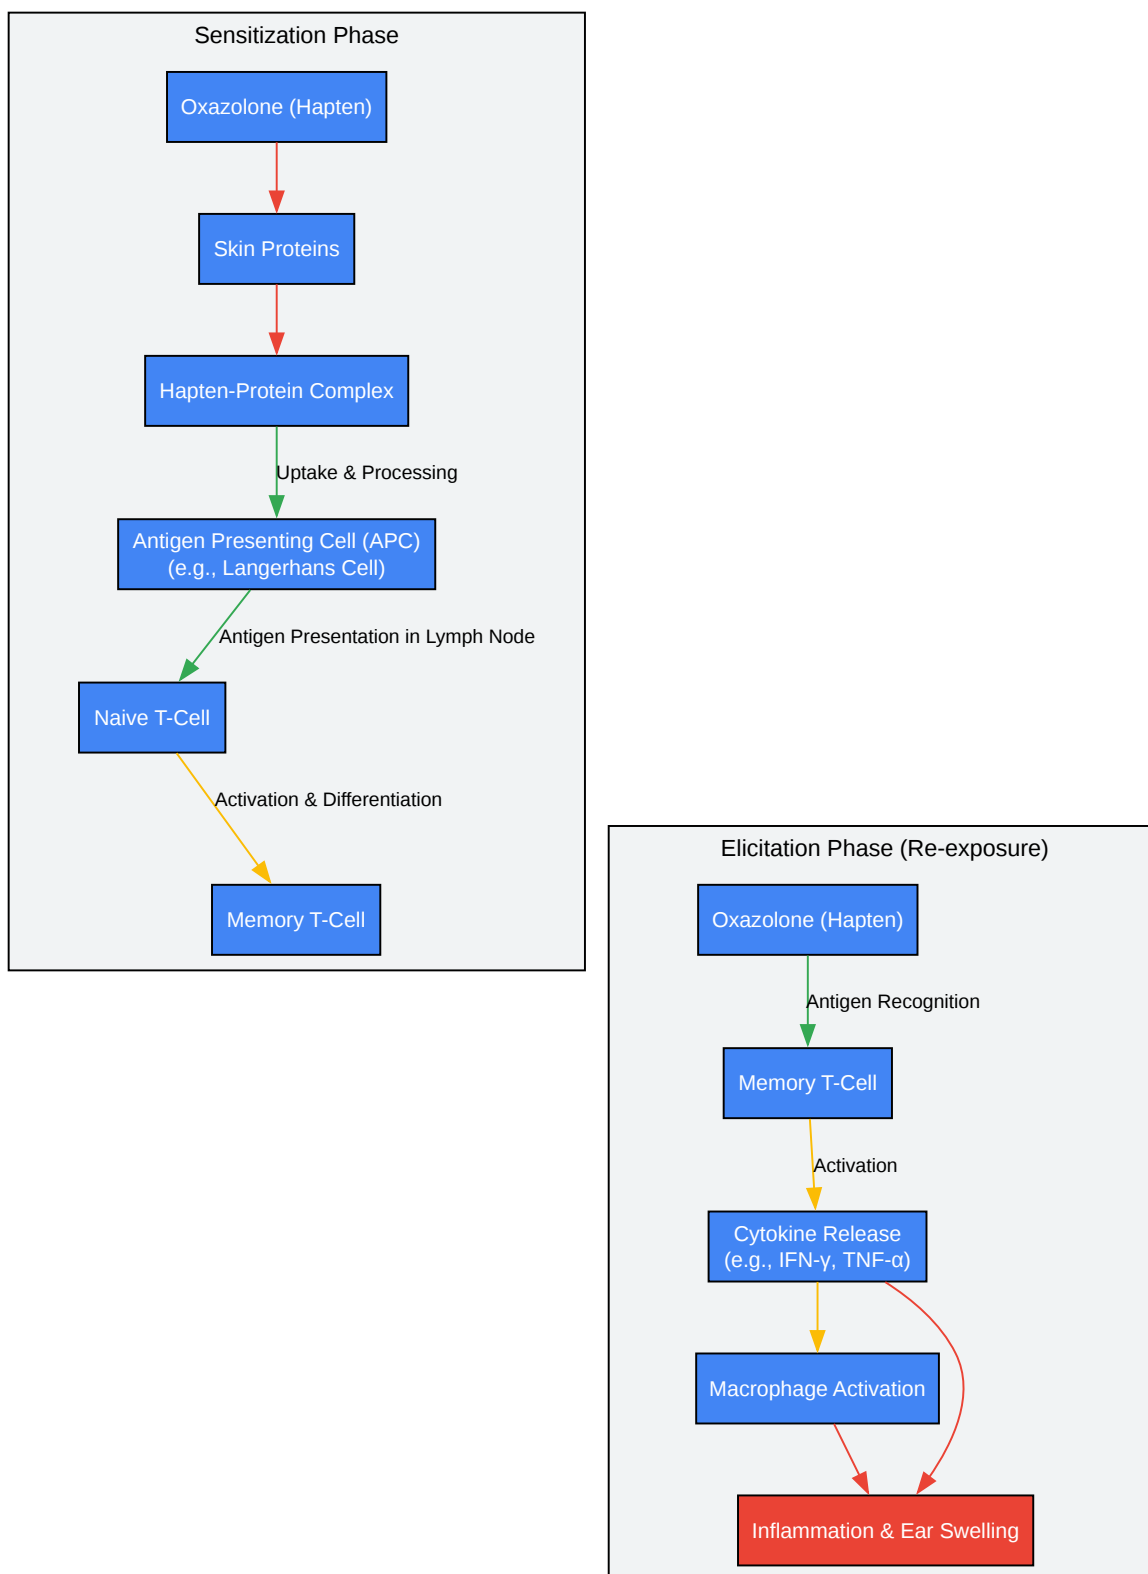 Sensitization Phase
Oxazolone (Hapten)
Skin Proteins
Hapten-Protein Complex
Uptake & Processing
Antigen Presenting Cell (APC)
(e.g., Langerhans Cell)
Antigen Presentation in Lymph Node
Naive T-Cell
Activation & Differentiation
Memory T-Cell
Elicitation Phase (Re-exposure)
Oxazolone (Hapten)
Antigen Recognition
Memory T-Cell
Activation
Cytokine Release
(e.g., IFN-γ, TNF-α)
Macrophage Activation
Inflammation & Ear Swelling